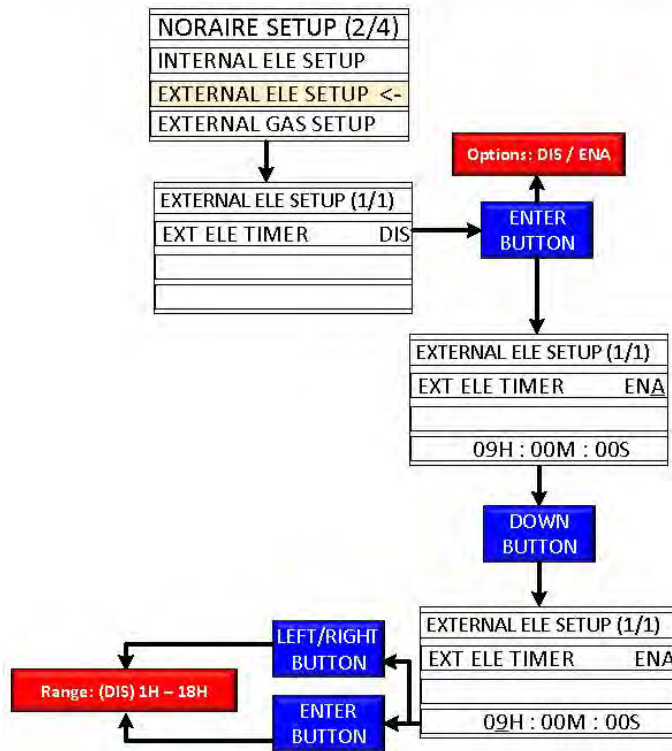 NORAIRE SETUP (2/4)
INTERNAL ELE SETUP
EXTERNAL ELE SETUP <-
EXTERNAL GAS SETUP
Options: DIS / ENA
EXTERNAL ELE SETUP (1/1)
EXT ELE TIMER DIS
ENTER
BUTTON
EXTERNAL ELE SETUP (1/1)
EXT ELE TIMER ENA
09H : 00M : 00S
DOWN
BUTTON
EXTERNAL ELE SETUP (1/1)
EXT ELE TIMER ENA
09H : 00M : 00S
LEFT/RIGHT
BUTTON
Range: (DIS) 1H – 18H
ENTER
BUTTON